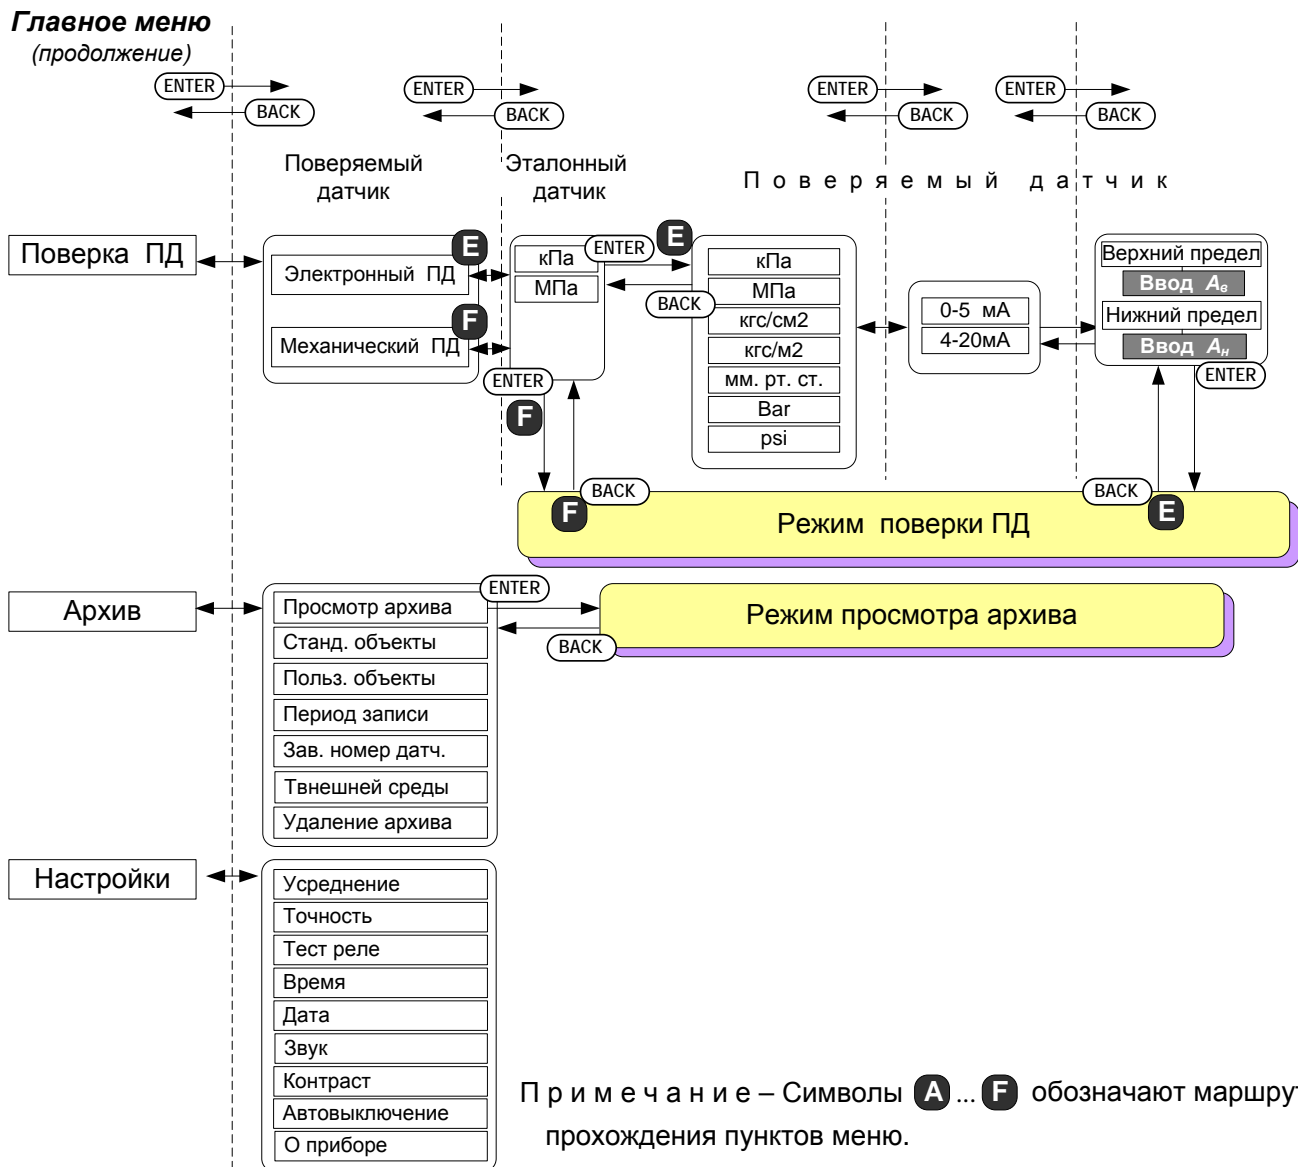 Главное меню
(продолжение)
ENTER
BACK
ENTER
BACK
ENTER
BACK
ENTER
BACK
Поверяемый
датчик
Эталонный
датчик
Поверяемый датчик
Поверка ПД
E
Электронный ПД
F
Механический ПД
кПа
МПа
ENTER
E
BACK
ENTER
F
кПа
МПа
кгс/см2
кгс/м2
мм. рт. ст.
Bar
psi
0-5 мА
4-20мА
Верхний предел
Ввод Aв
Нижний предел
Ввод Aн
ENTER
BACK
F
BACK
E
Режим поверки ПД
Архив
Просмотр архива
Станд. объекты
Польз. объекты
Период записи
Зав. номер датч.
Твнешней среды
Удаление архива
ENTER
BACK
Режим просмотра архива
Настройки
Усреднение
Точность
Тест реле
Время
Дата
Звук
Контраст
Автовыключение
О приборе
Примечание – Символы A ... F обозначают маршрут
прохождения пунктов меню.